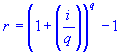 r = (1 + (i/q))^q − 1